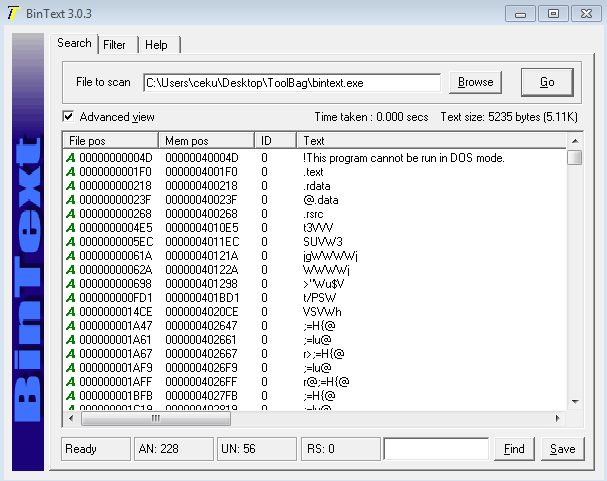 BinText 3.0.3
Search Filter Help
File to scan C:\Users\ceku\Desktop\ToolBag\bintext.exe Browse Go
Advanced view Time taken : 0.000 secs Text size: 5235 bytes (5.11K)
File pos Mem pos ID Text
A 00000000004D 00000040004D 0 !This program cannot be run in DOS mode.
A 0000000001F0 0000004001F0 0 .text
A 000000000218 000000400218 0 .rdata
A 00000000023F 00000040023F 0 @.data
A 000000000268 000000400268 0 .rsrc
A 0000000004E5 0000004010E5 0 t3VVV
A 0000000005EC 0000004011EC 0 SUVW3
A 00000000061A 00000040121A 0 jgWWWWj
A 00000000062A 00000040122A 0 WWWWj
A 000000000698 000000401298 0 >"Wu$V
A 000000000FD1 000000401BD1 0 t/PSW
A 0000000014CE 0000004020CE 0 VSVWh
A 000000001A47 000000402647 0 ;=H{@
A 000000001A61 000000402661 0 ;=lu@
A 000000001A67 000000402667 0 r>;=H{@
A 000000001AF9 0000004026F9 0 ;=lu@
A 000000001AFF 0000004026FF 0 r@;=H{@
A 000000001BFB 0000004027FB 0 ;=H{@
A 000000001C19 000000402819 0 ;=lu@
BinText
Ready AN: 228 UN: 56 RS: 0 Find Save